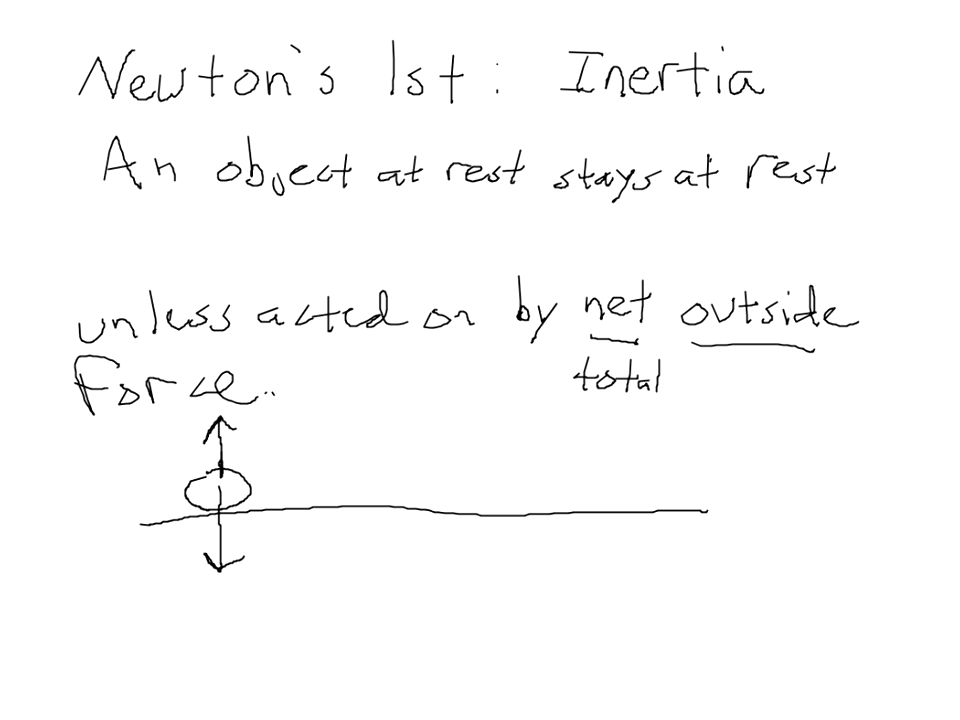 Newton's 1st: Inertia
An object at rest stays at rest
unless acted on by net outside
total
Force.